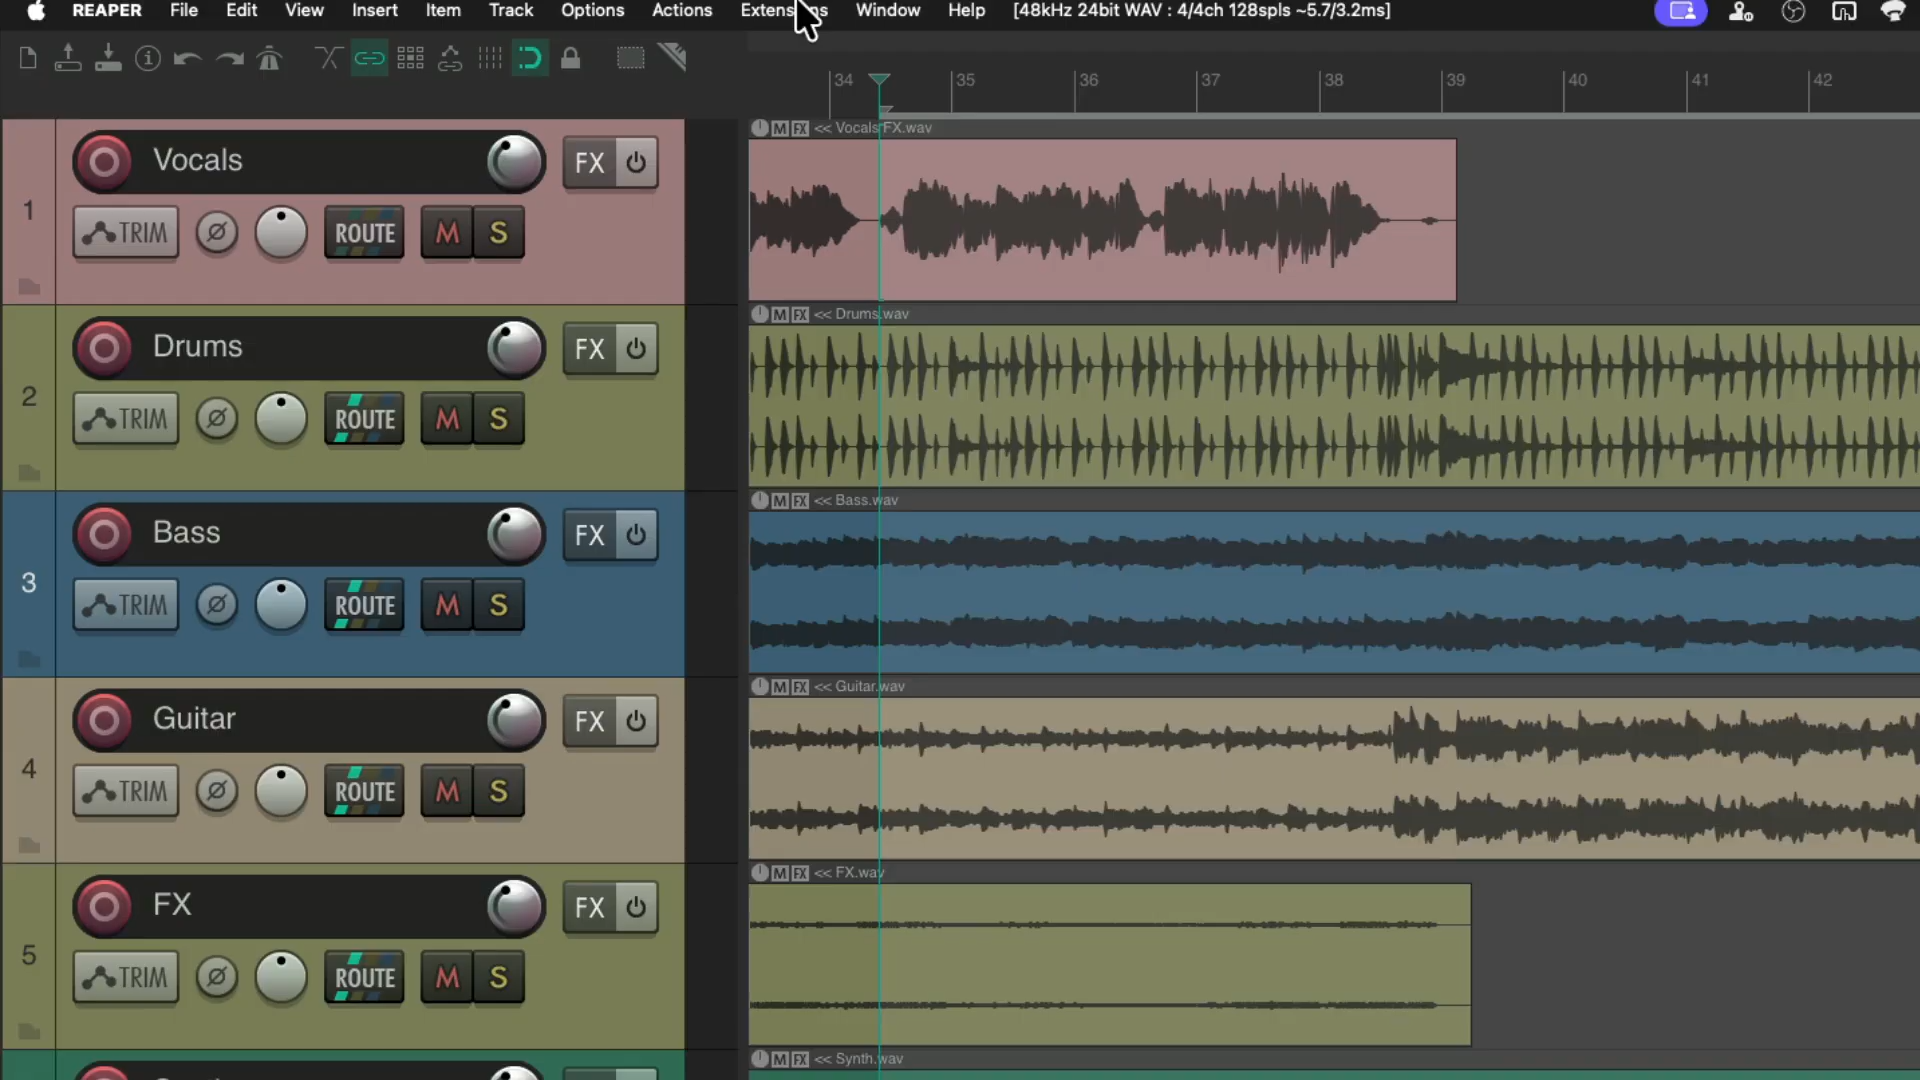 REAPER File Edit View Insert Item Track Options Actions Extensions Window Help [48kHz 24bit WAV : 4/4ch 128spls ~5.7/3.2ms]
34 35 36 37 38 39 40 41 42
M FX << Vocals FX.wav
1 Vocals FX
TRIM ROUTE M S
M FX << Drums.wav
2 Drums FX
TRIM ROUTE M S
M FX << Bass.wav
3 Bass FX
TRIM ROUTE M S
M FX << Guitar.wav
4 Guitar FX
TRIM ROUTE M S
M FX << FX.wav
5 FX FX
TRIM ROUTE M S
M FX << Synth.wav